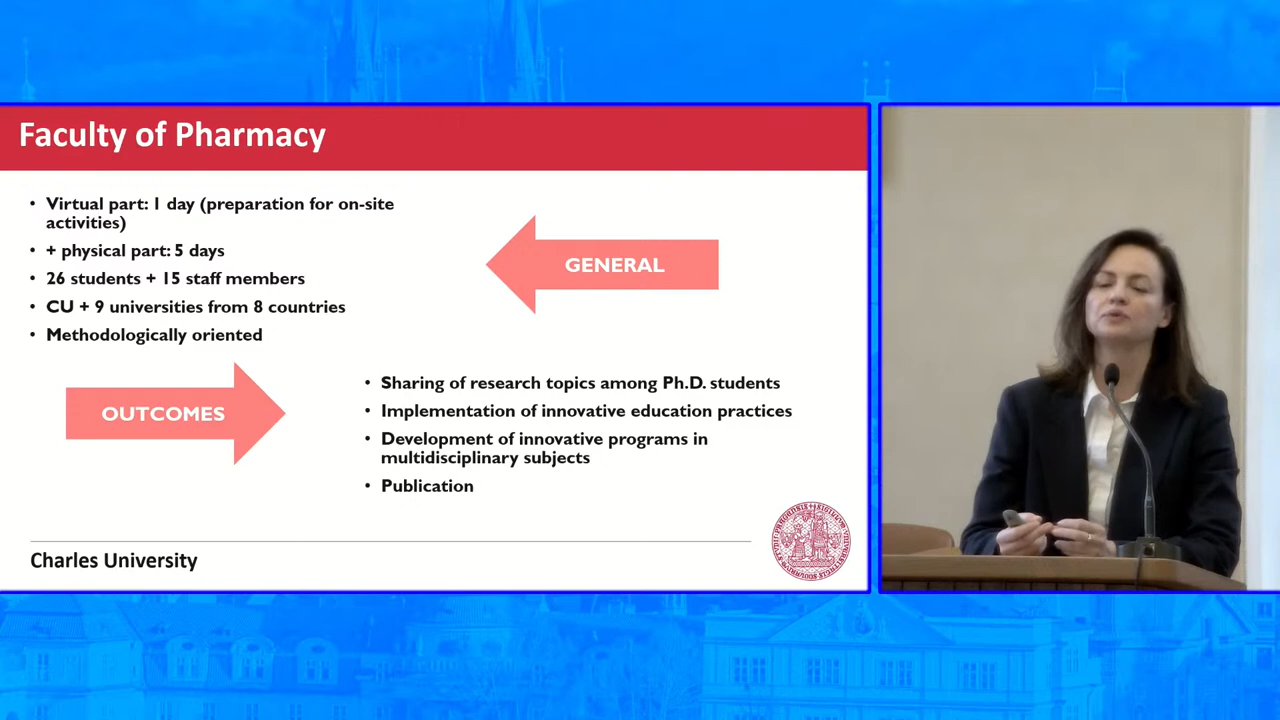 Faculty of Pharmacy
• Virtual part: 1 day (preparation for on-site
activities)
• + physical part: 5 days
• 26 students + 15 staff members
• CU + 9 universities from 8 countries
• Methodologically oriented
GENERAL
OUTCOMES
• Sharing of research topics among Ph.D. students
• Implementation of innovative education practices
• Development of innovative programs in
multidisciplinary subjects
• Publication
Charles University